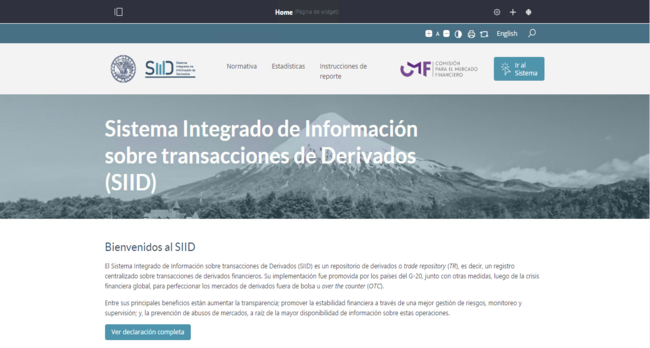 Home (Página de widget)
A
English
SIID Sistema Integrado de Información de Derivados
Normativa
Estadísticas
Instrucciones de
reporte
CMF COMISIÓN
PARA EL MERCADO
FINANCIERO
Ir al
Sistema
Sistema Integrado de Información
sobre transacciones de Derivados
(SIID)
Bienvenidos al SIID
El Sistema Integrado de Información sobre transacciones de Derivados (SIID) es un repositorio de derivados o trade repository (TR), es decir, un registro
centralizado sobre transacciones de derivados financieros. Su implementación fue promovida por los países del G-20, junto con otras medidas, luego de la crisis
financiera global, para perfeccionar los mercados de derivados fuera de bolsa u over the counter (OTC).
Entre sus principales beneficios están aumentar la transparencia; promover la estabilidad financiera a través de una mejor gestión de riesgos, monitoreo y
supervisión; y, la prevención de abusos de mercados, a raíz de la mayor disponibilidad de información sobre estas operaciones.
Ver declaración completa